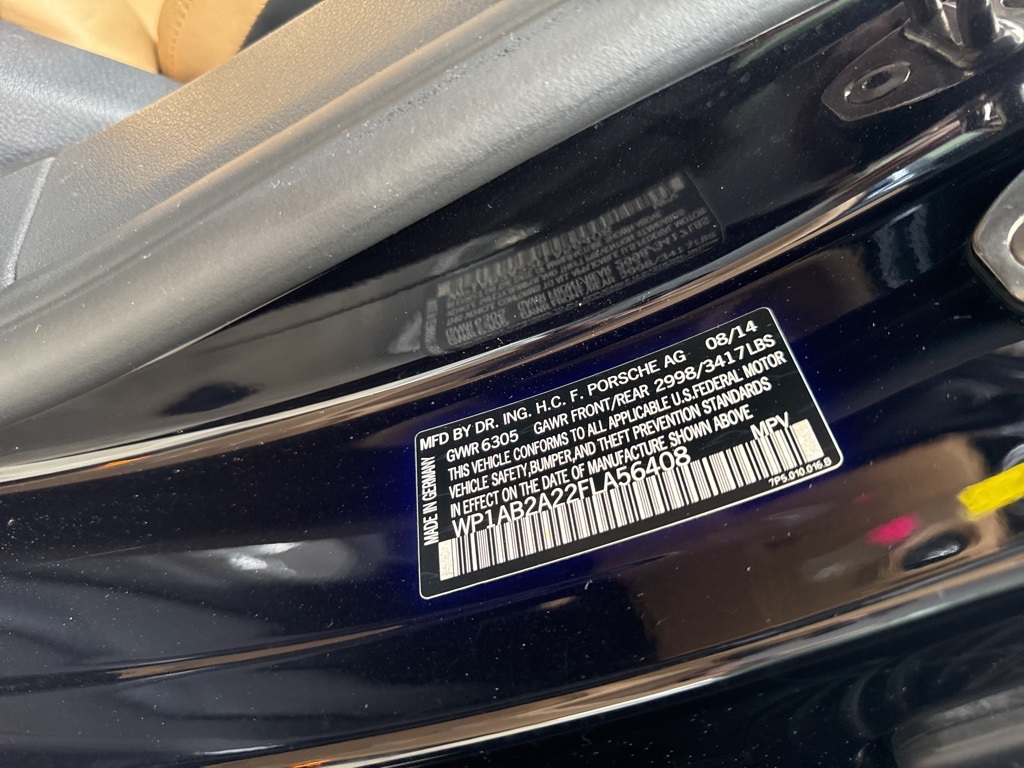 MFD BY DR. ING. H.C. F. PORSCHE AG 08/14
GVWR 6305 GAWR FRONT/REAR 2998/3417LBS
THIS VEHICLE CONFORMS TO ALL APPLICABLE U.S.FEDERAL MOTOR
VEHICLE SAFETY,BUMPER,AND THEFT PREVENTION STANDARDS
IN EFFECT ON THE DATE OF MANUFACTURE SHOWN ABOVE
WP1AB2A22FLA56408 MPV
7P5.010.016.B
MADE IN GERMANY